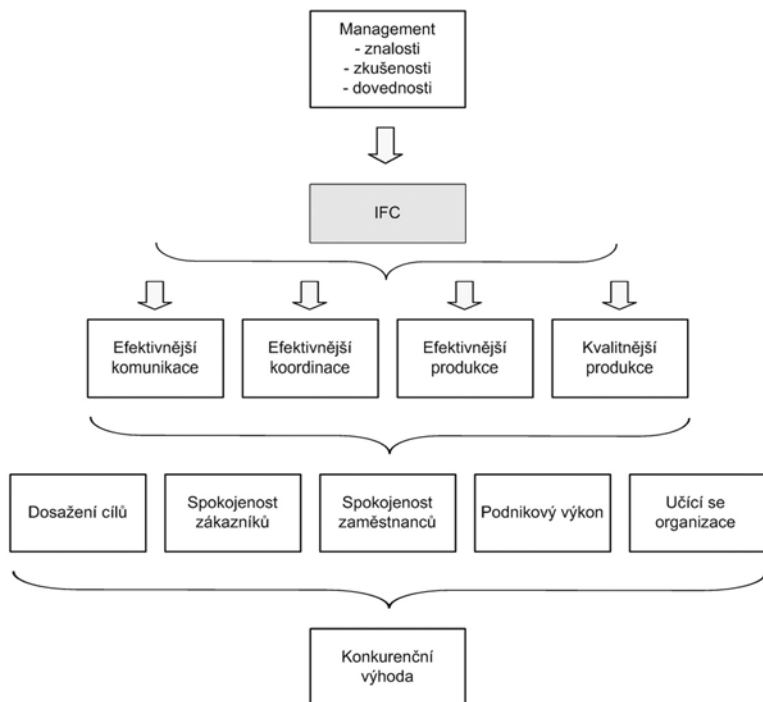 Management
- znalosti
- zkušenosti
- dovednosti
IFC
Efektivnější
komunikace
Efektivnější
koordinace
Efektivnější
produkce
Kvalitnější
produkce
Dosažení cílů
Spokojenost
zákazníků
Spokojenost
zaměstnanců
Podnikový výkon
Učící se
organizace
Konkurenční
výhoda